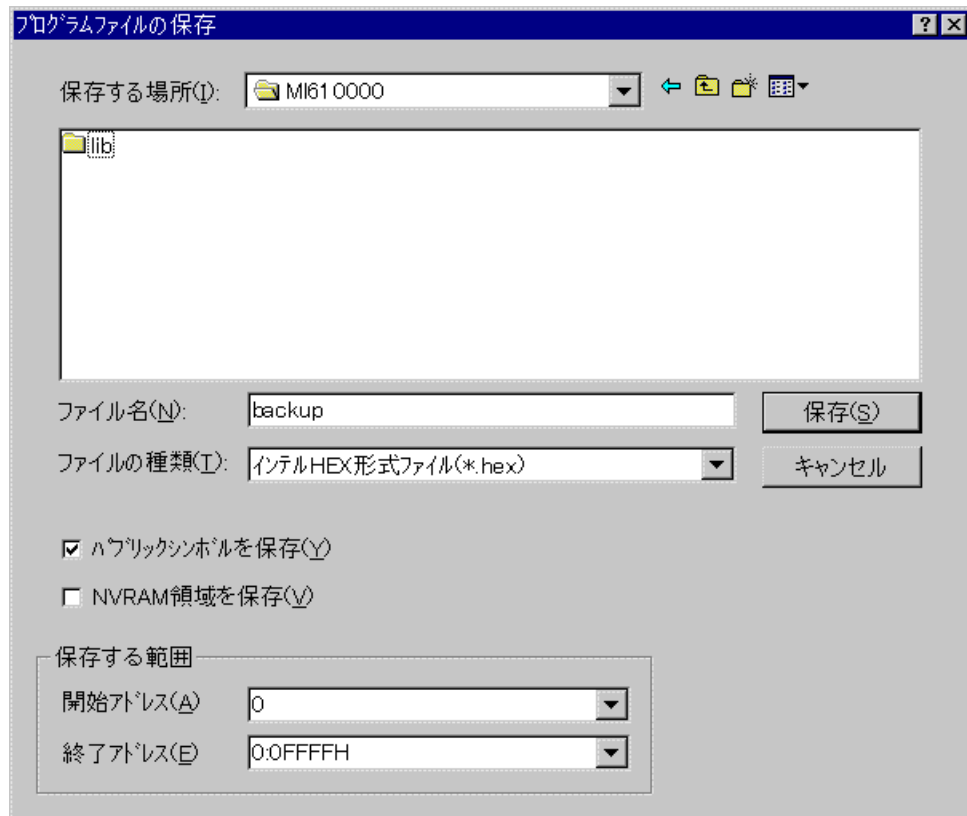 プログラムファイルの保存
保存する場所(I): MI610000
lib
ファイル名(N): backup 保存(S)
ファイルの種類(T): インテルHEX形式ファイル(*.hex) キャンセル
パブリックシンボルを保存(Y)
NVRAM領域を保存(V)
保存する範囲
開始アドレス(A) 0
終了アドレス(E) 0:0FFFFH